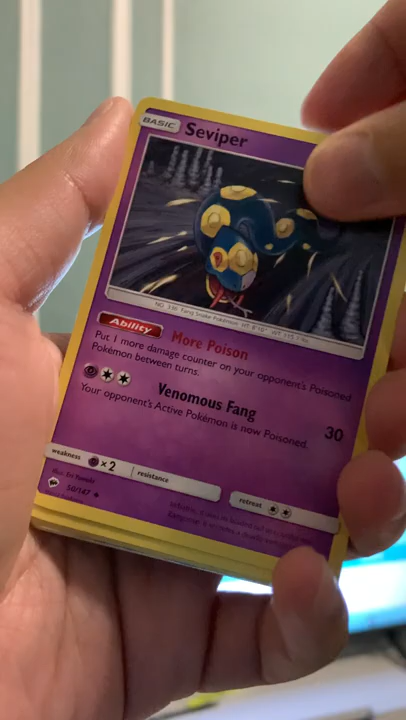 BASIC Seviper
NO. 336 Fang Snake Pokémon HT: 8'10" WT: 115.7 lbs.
Ability More Poison
Put 1 more damage counter on your opponent's Poisoned
Pokémon between turns.
Venomous Fang 30
Your opponent's Active Pokémon is now Poisoned.
weakness ×2 resistance retreat
50/147